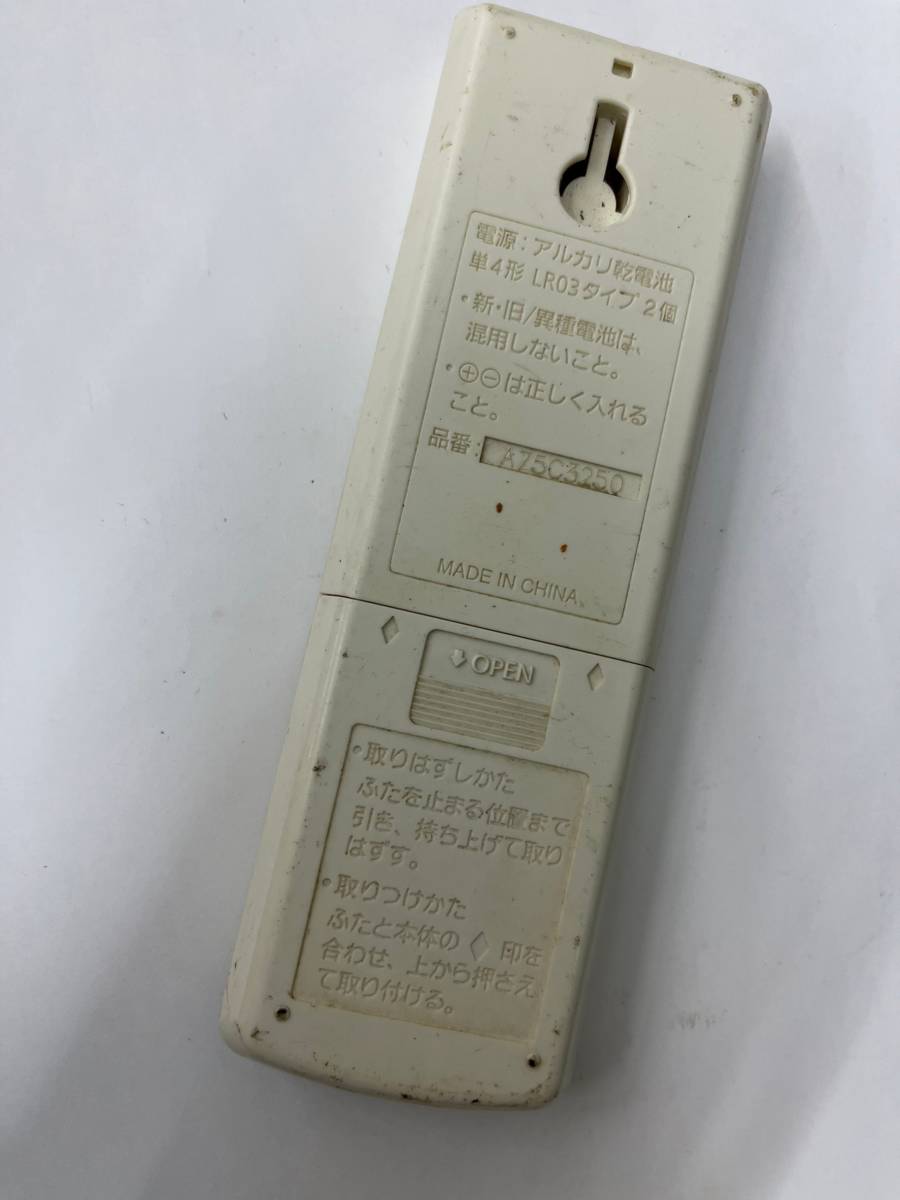 電源：アルカリ乾電池
単4形 LR03タイプ 2個
・新・旧/異種電池は、
混用しないこと。
・⊕⊖は正しく入れる
こと。
品番： A75C3250
MADE IN CHINA
OPEN
・取りはずしかた
ふたを止まる位置まで
引き、持ち上げて取り
はずす。
・取りつけかた
ふたと本体の ◇ 印を
合わせ、上から押さえ
て取り付ける。